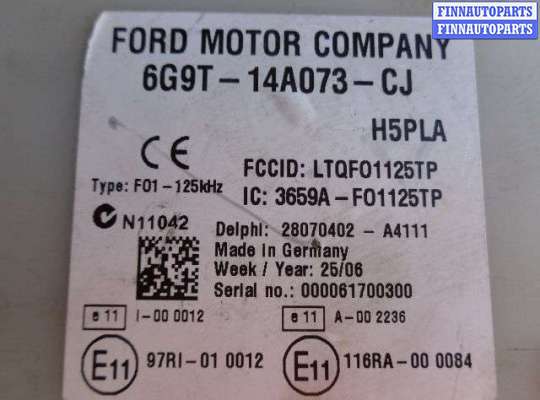 FINNAUTOPARTS
FINNAUTOPARTS
FORD MOTOR COMPANY
6G9T-14A073-CJ
H5PLA
CE
FCCID: LTQFO1125TP
Type: FO1-125kHz
IC: 3659A-FO1125TP
N11042
Delphi: 28070402 - A4111
Made in Germany
Week / Year: 25/06
Serial no.: 000061700300
e 11 I-00 0012
e 11 A-00 2236
E11 97RI-01 0012
E11 116RA-00 0084